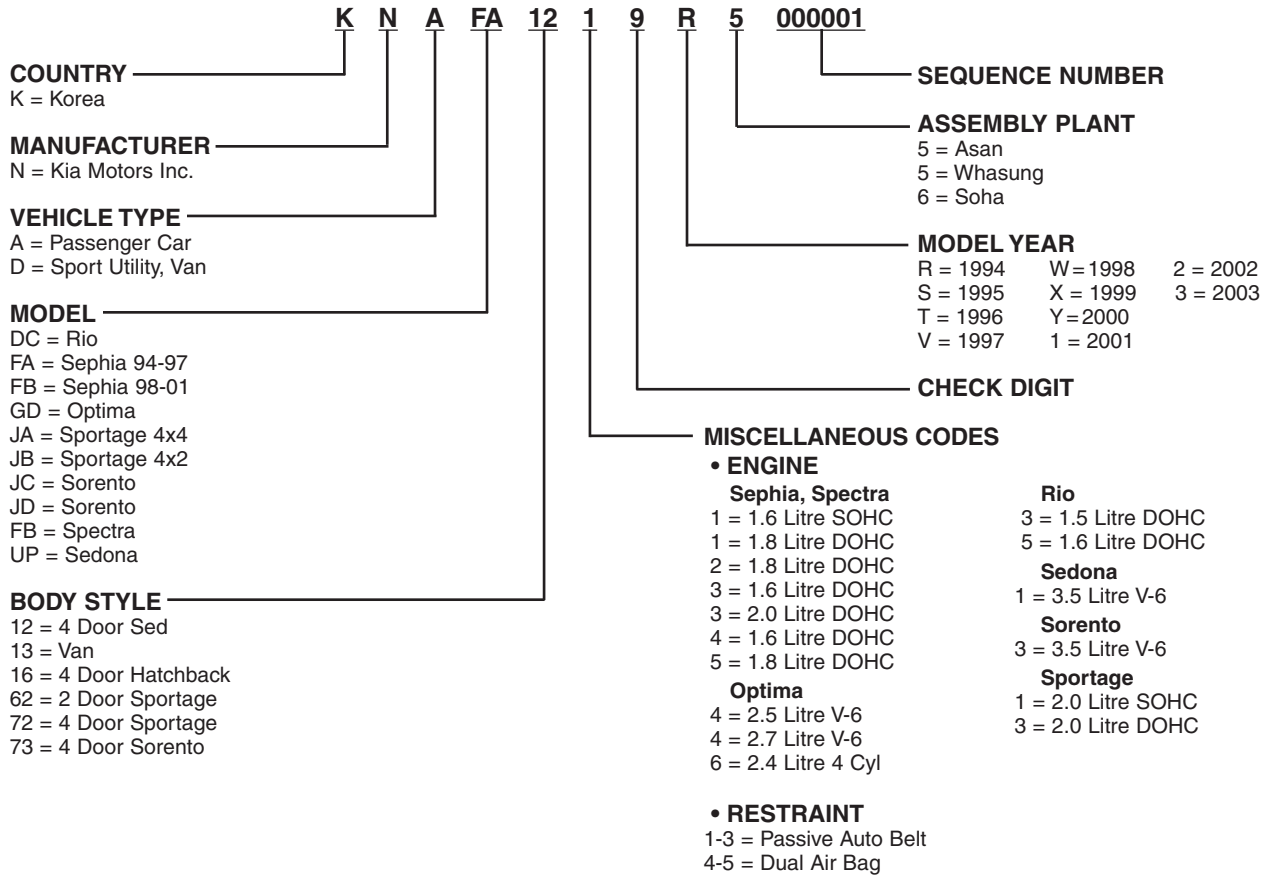 K N A FA 12 1 9 R 5 000001
COUNTRY
K = Korea
MANUFACTURER
N = Kia Motors Inc.
VEHICLE TYPE
A = Passenger Car
D = Sport Utility, Van
MODEL
DC = Rio
FA = Sephia 94-97
FB = Sephia 98-01
GD = Optima
JA = Sportage 4x4
JB = Sportage 4x2
JC = Sorento
JD = Sorento
FB = Spectra
UP = Sedona
BODY STYLE
12 = 4 Door Sed
13 = Van
16 = 4 Door Hatchback
62 = 2 Door Sportage
72 = 4 Door Sportage
73 = 4 Door Sorento
SEQUENCE NUMBER
ASSEMBLY PLANT
5 = Asan
5 = Whasung
6 = Soha
MODEL YEAR
R = 1994 W = 1998 2 = 2002
S = 1995 X = 1999 3 = 2003
T = 1996 Y = 2000
V = 1997 1 = 2001
CHECK DIGIT
MISCELLANEOUS CODES
• ENGINE
Sephia, Spectra
1 = 1.6 Litre SOHC
1 = 1.8 Litre DOHC
2 = 1.8 Litre DOHC
3 = 1.6 Litre DOHC
3 = 2.0 Litre DOHC
4 = 1.6 Litre DOHC
5 = 1.8 Litre DOHC
Optima
4 = 2.5 Litre V-6
4 = 2.7 Litre V-6
6 = 2.4 Litre 4 Cyl
Rio
3 = 1.5 Litre DOHC
5 = 1.6 Litre DOHC
Sedona
1 = 3.5 Litre V-6
Sorento
3 = 3.5 Litre V-6
Sportage
1 = 2.0 Litre SOHC
3 = 2.0 Litre DOHC
• RESTRAINT
1-3 = Passive Auto Belt
4-5 = Dual Air Bag